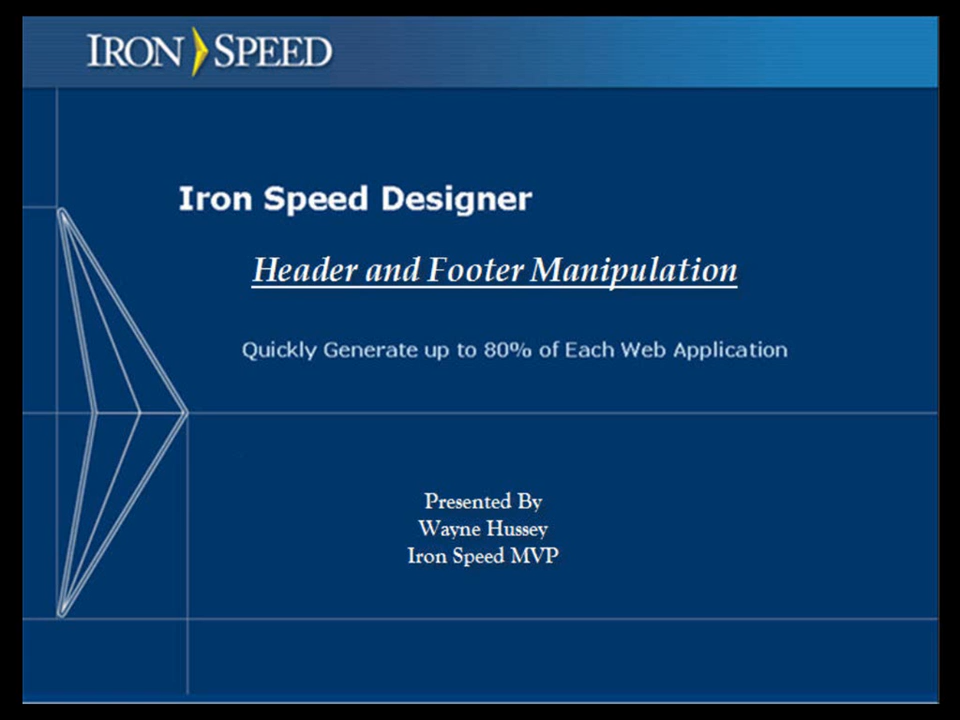 IRON SPEED
Iron Speed Designer
Header and Footer Manipulation
Quickly Generate up to 80% of Each Web Application
Presented By
Wayne Hussey
Iron Speed MVP